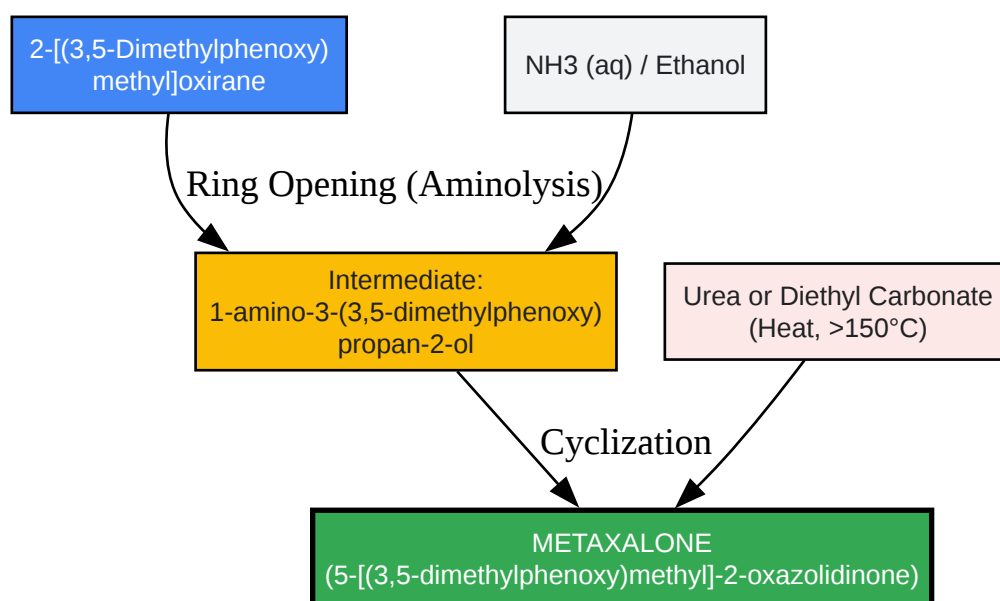 2-[(3,5-Dimethylphenoxy)
methyl]oxirane
NH3 (aq) / Ethanol
Ring Opening (Aminolysis)
Intermediate:
1-amino-3-(3,5-dimethylphenoxy)
propan-2-ol
Urea or Diethyl Carbonate
(Heat, >150°C)
Cyclization
METAXALONE
(5-[(3,5-dimethylphenoxy)methyl]-2-oxazolidinone)